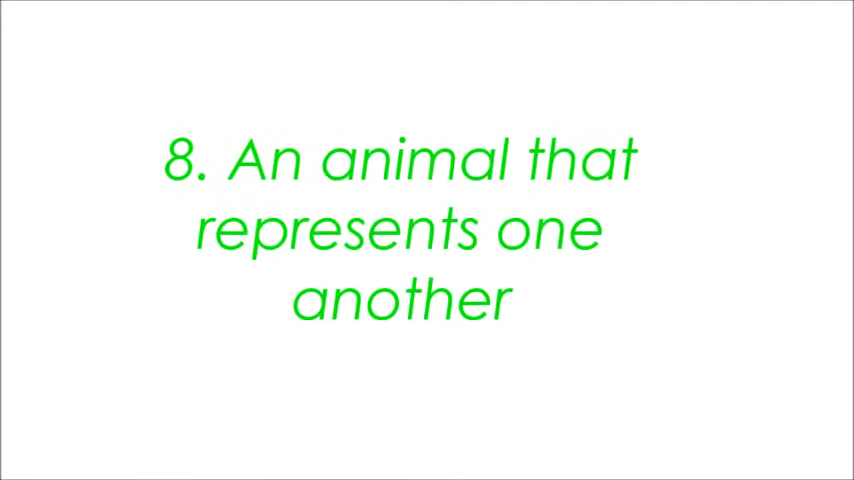 8. An animal that
represents one
another